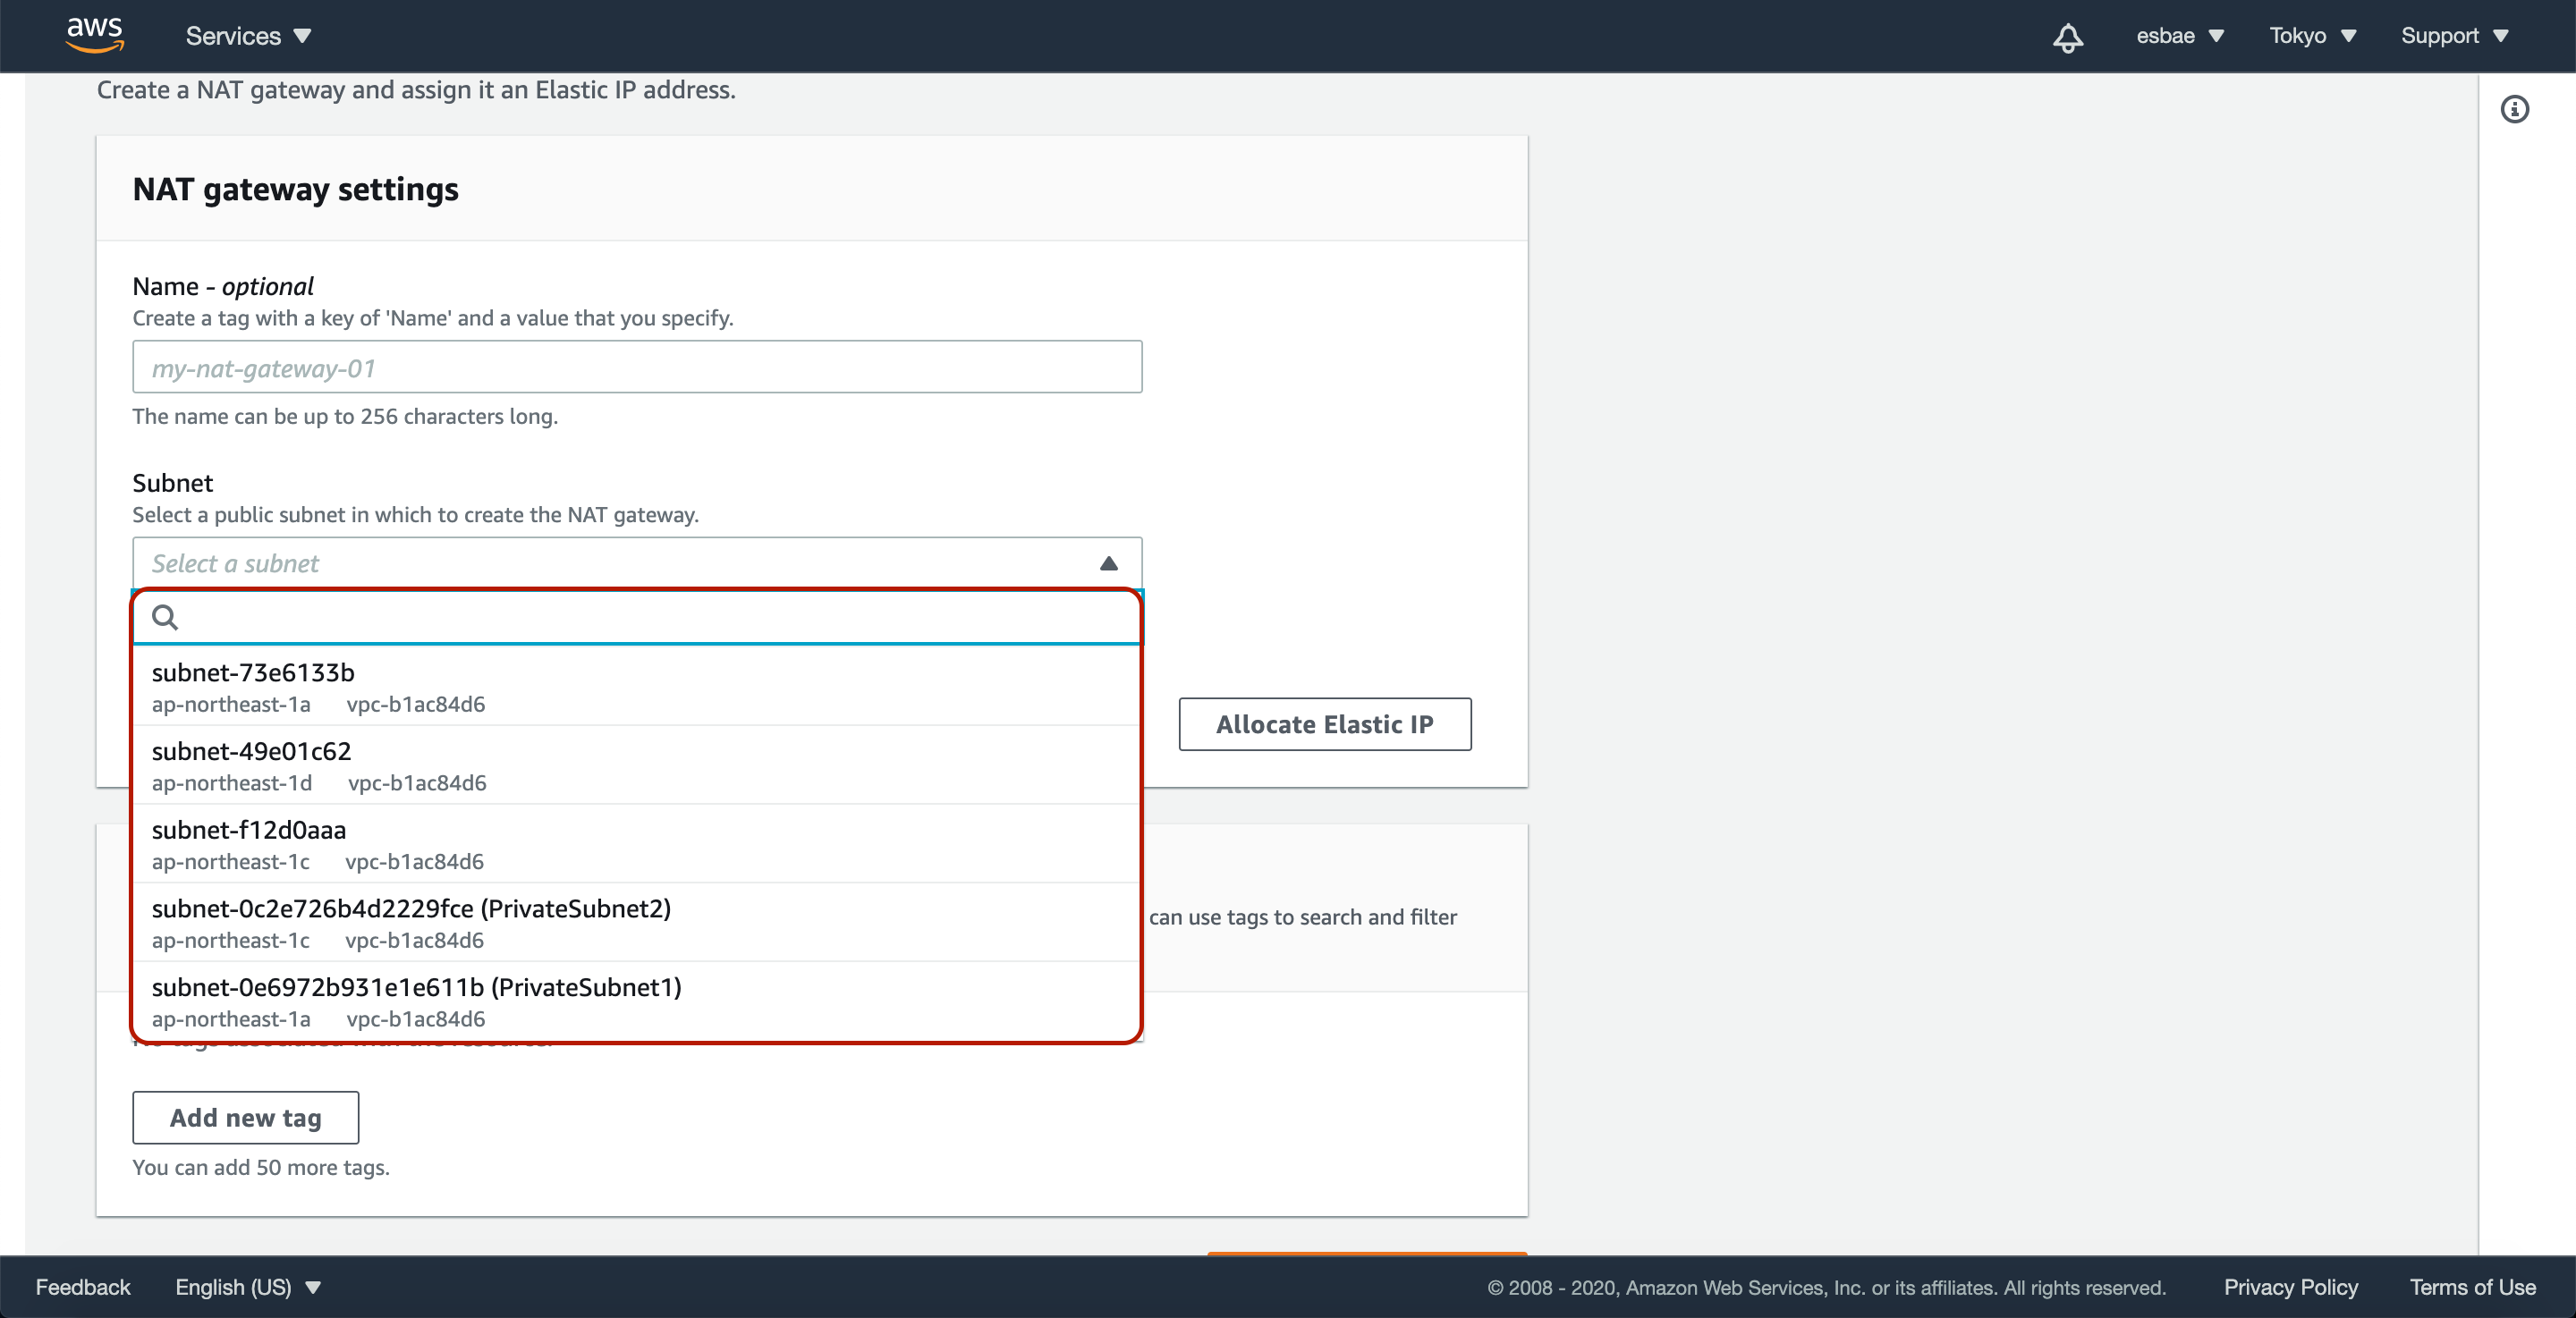 aws Services esbae Tokyo Support
Create a NAT gateway and assign it an Elastic IP address.
NAT gateway settings
Name - optional
Create a tag with a key of 'Name' and a value that you specify.
my-nat-gateway-01
The name can be up to 256 characters long.
Subnet
Select a public subnet in which to create the NAT gateway.
Select a subnet
subnet-73e6133b
ap-northeast-1a vpc-b1ac84d6
Allocate Elastic IP
subnet-49e01c62
ap-northeast-1d vpc-b1ac84d6
subnet-f12d0aaa
ap-northeast-1c vpc-b1ac84d6
subnet-0c2e726b4d2229fce (PrivateSubnet2)
can use tags to search and filter
ap-northeast-1c vpc-b1ac84d6
subnet-0e6972b931e1e611b (PrivateSubnet1)
ap-northeast-1a vpc-b1ac84d6
Add new tag
You can add 50 more tags.
Feedback English (US) © 2008 - 2020, Amazon Web Services, Inc. or its affiliates. All rights reserved. Privacy Policy Terms of Use